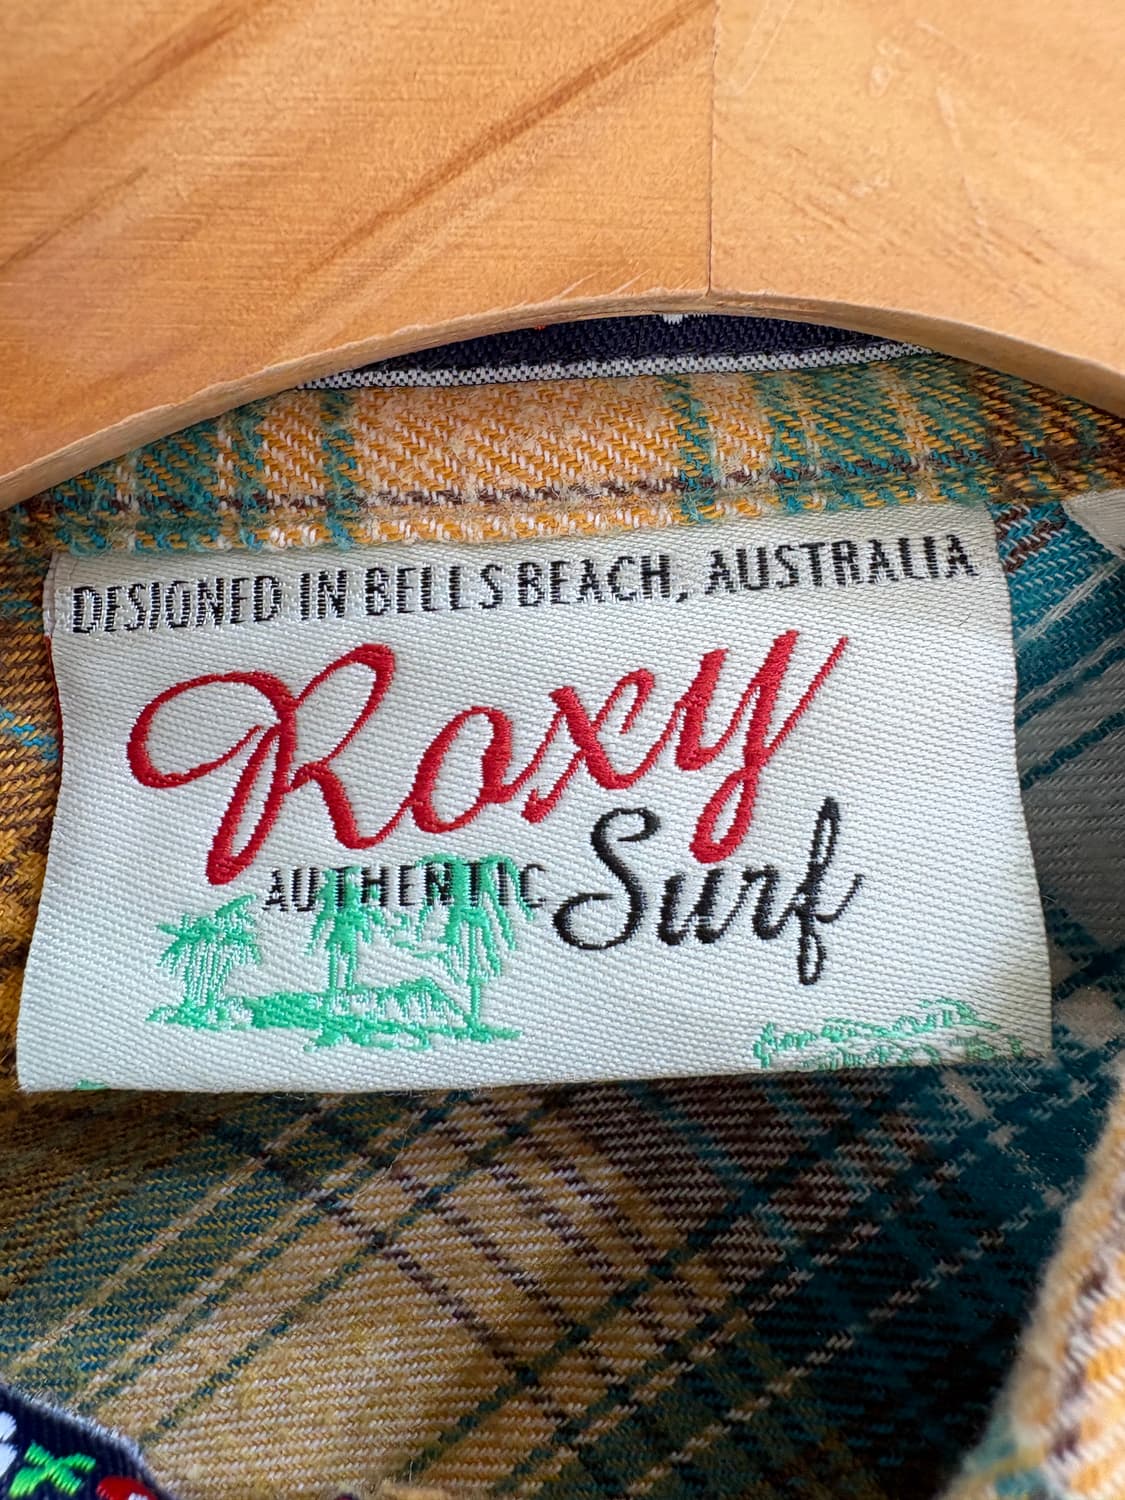 DESIGNED IN BELLS BEACH, AUSTRALIA
Roxy
AUTHENTIC Surf